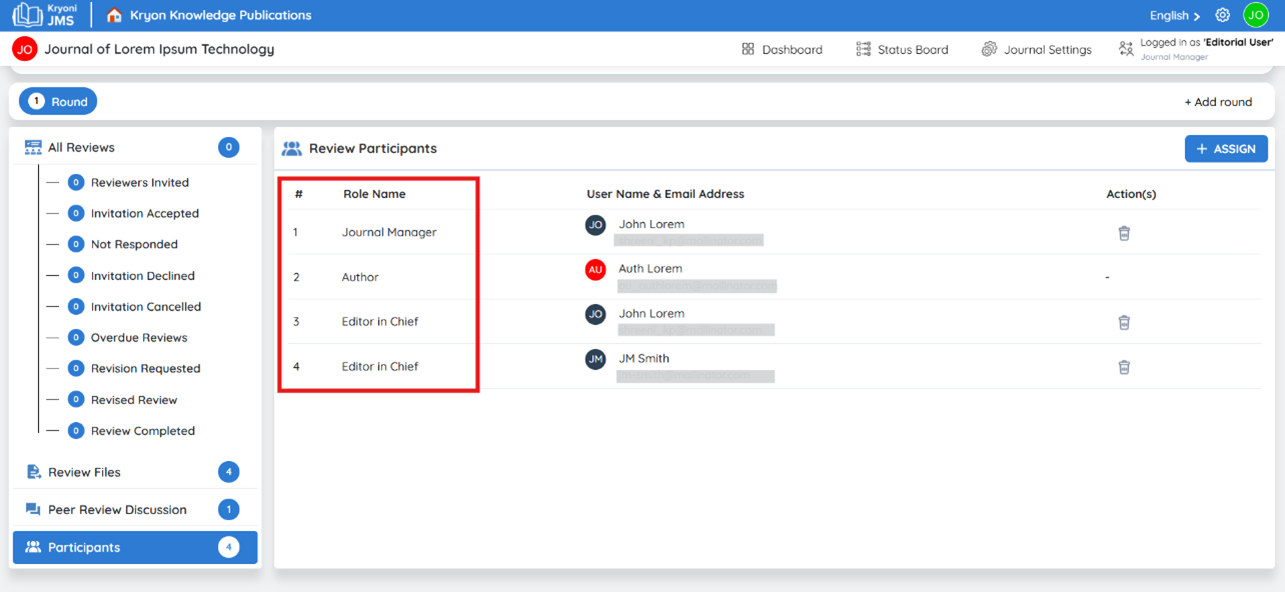 Kryoni JMS
Kryon Knowledge Publications
English
JO
JO
Journal of Lorem Ipsum Technology
Dashboard
Status Board
Journal Settings
Logged in as 'Editorial User'
Journal Manager
1 Round
+ Add round
All Reviews 0
0 Reviewers Invited
0 Invitation Accepted
0 Not Responded
0 Invitation Declined
0 Invitation Cancelled
0 Overdue Reviews
0 Revision Requested
0 Revised Review
0 Review Completed
Review Files 4
Peer Review Discussion 1
Participants 4
Review Participants
+ ASSIGN
# Role Name User Name & Email Address Action(s)
1 Journal Manager JO John Lorem
2 Author AU Auth Lorem -
3 Editor in Chief JO John Lorem
4 Editor in Chief JM JM Smith